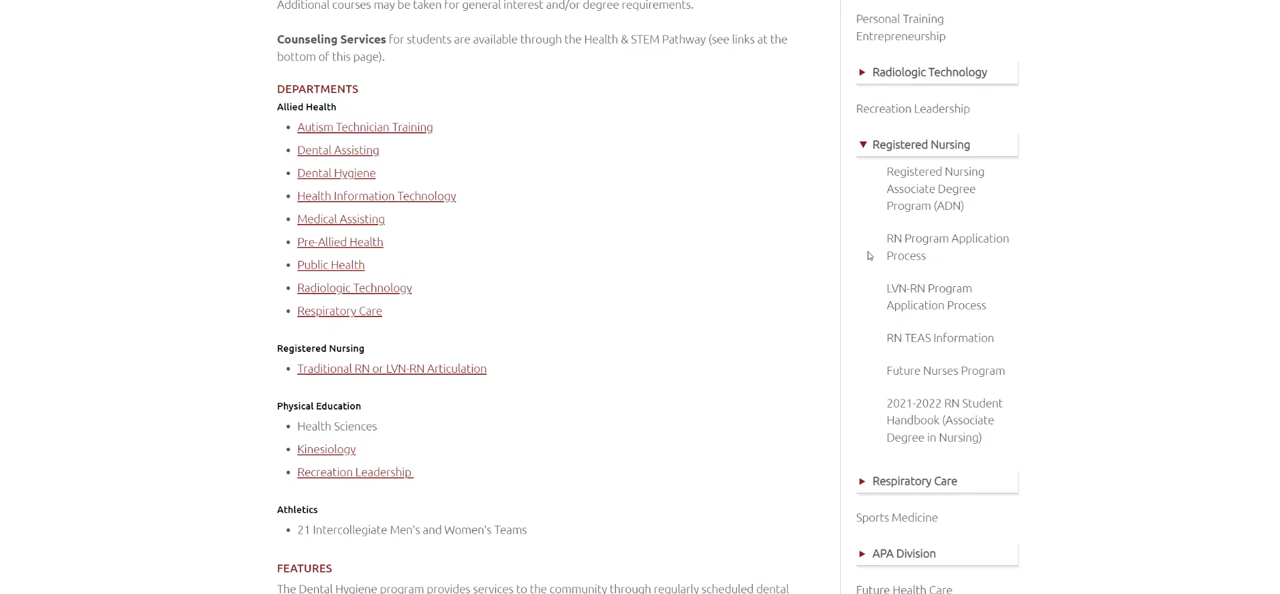 Additional courses may be taken for general interest and/or degree requirements.
Counseling Services for students are available through the Health & STEM Pathway (see links at the
bottom of this page).
DEPARTMENTS
Allied Health
• Autism Technician Training
• Dental Assisting
• Dental Hygiene
• Health Information Technology
• Medical Assisting
• Pre-Allied Health
• Public Health
• Radiologic Technology
• Respiratory Care
Registered Nursing
• Traditional RN or LVN-RN Articulation
Physical Education
• Health Sciences
• Kinesiology
• Recreation Leadership
Athletics
• 21 Intercollegiate Men's and Women's Teams
FEATURES
The Dental Hygiene program provides services to the community through regularly scheduled dental
Personal Training
Entrepreneurship
Radiologic Technology
Recreation Leadership
Registered Nursing
Registered Nursing
Associate Degree
Program (ADN)
RN Program Application
Process
LVN-RN Program
Application Process
RN TEAS Information
Future Nurses Program
2021-2022 RN Student
Handbook (Associate
Degree in Nursing)
Respiratory Care
Sports Medicine
APA Division
Future Health Care